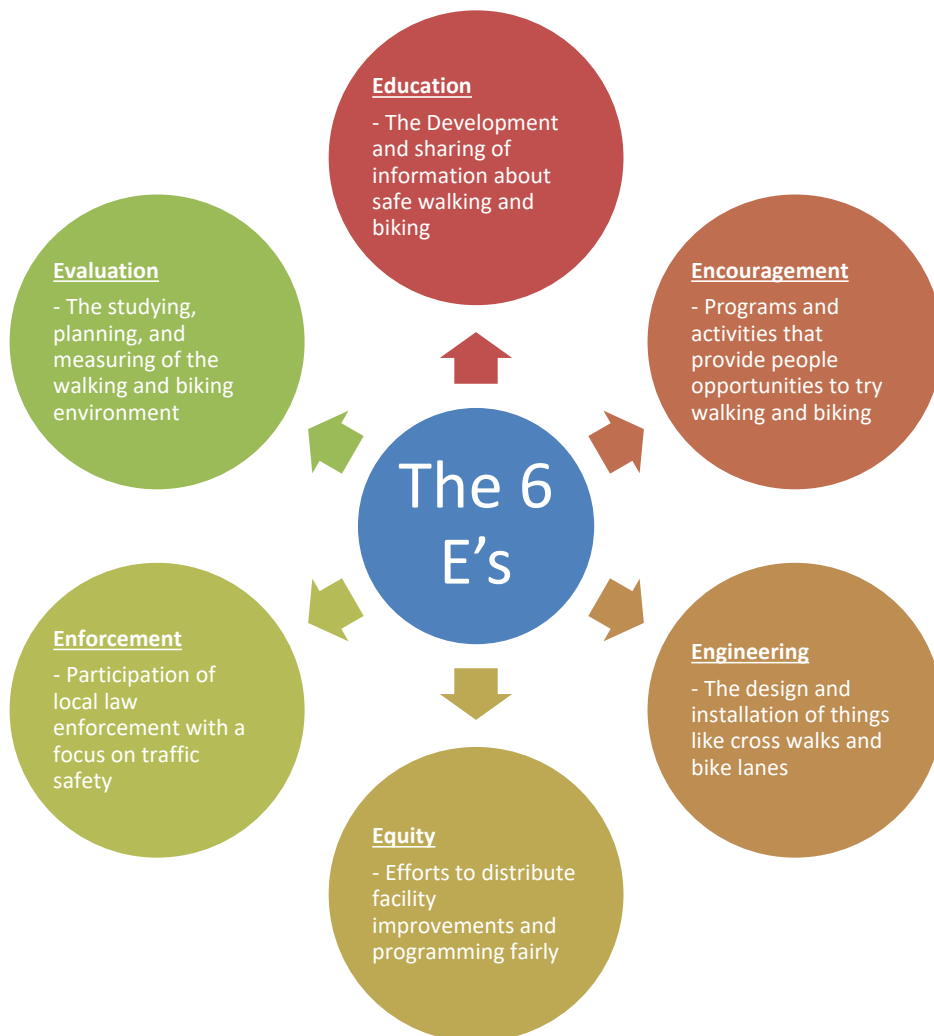 Education
- The Development
and sharing of
information about
safe walking and
biking
Encouragement
- Programs and
activities that
provide people
opportunities to try
walking and biking
Engineering
- The design and
installation of things
like cross walks and
bike lanes
Equity
- Efforts to distribute
facility
improvements and
programming fairly
Enforcement
- Participation of
local law
enforcement with a
focus on traffic
safety
Evaluation
- The studying,
planning, and
measuring of the
walking and biking
environment
The 6
E’s